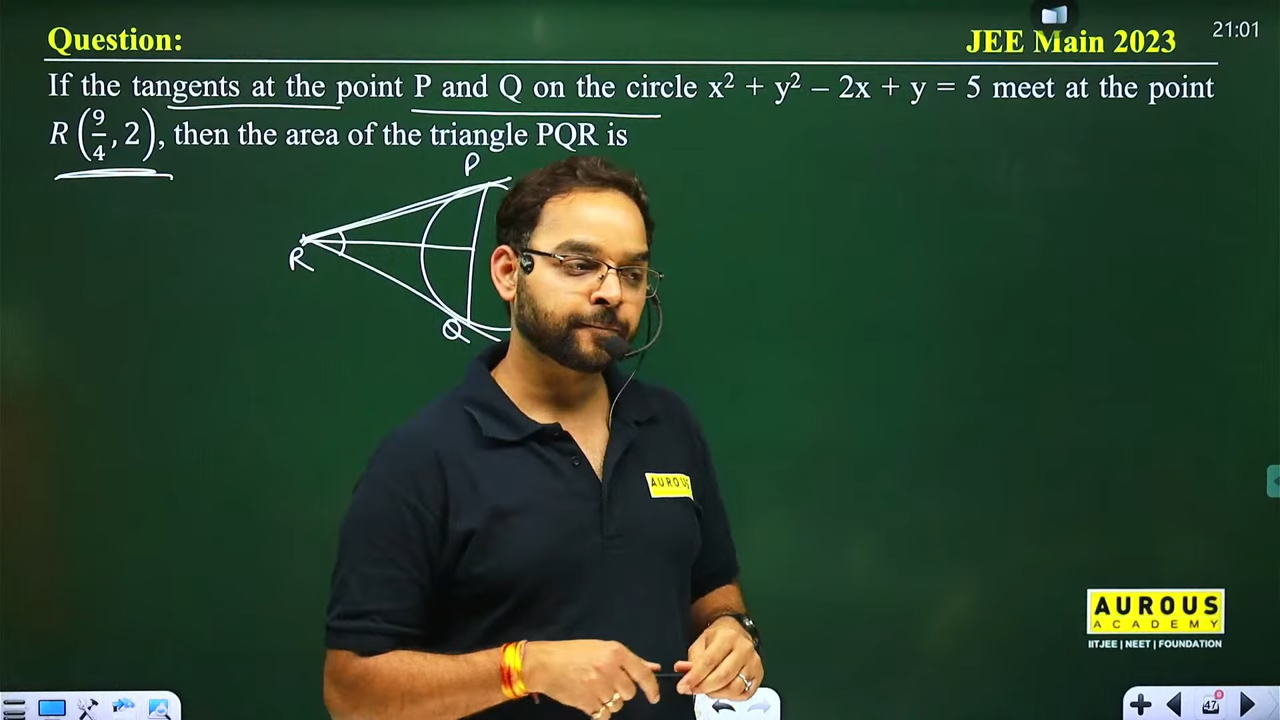 Question:
JEE Main 2023
21:01
If the tangents at the point P and Q on the circle x² + y² – 2x + y = 5 meet at the point
R (9/4, 2), then the area of the triangle PQR is
P
R
Q
AUROUS
AUROUS
ACADEMY
IITJEE | NEET | FOUNDATION
47